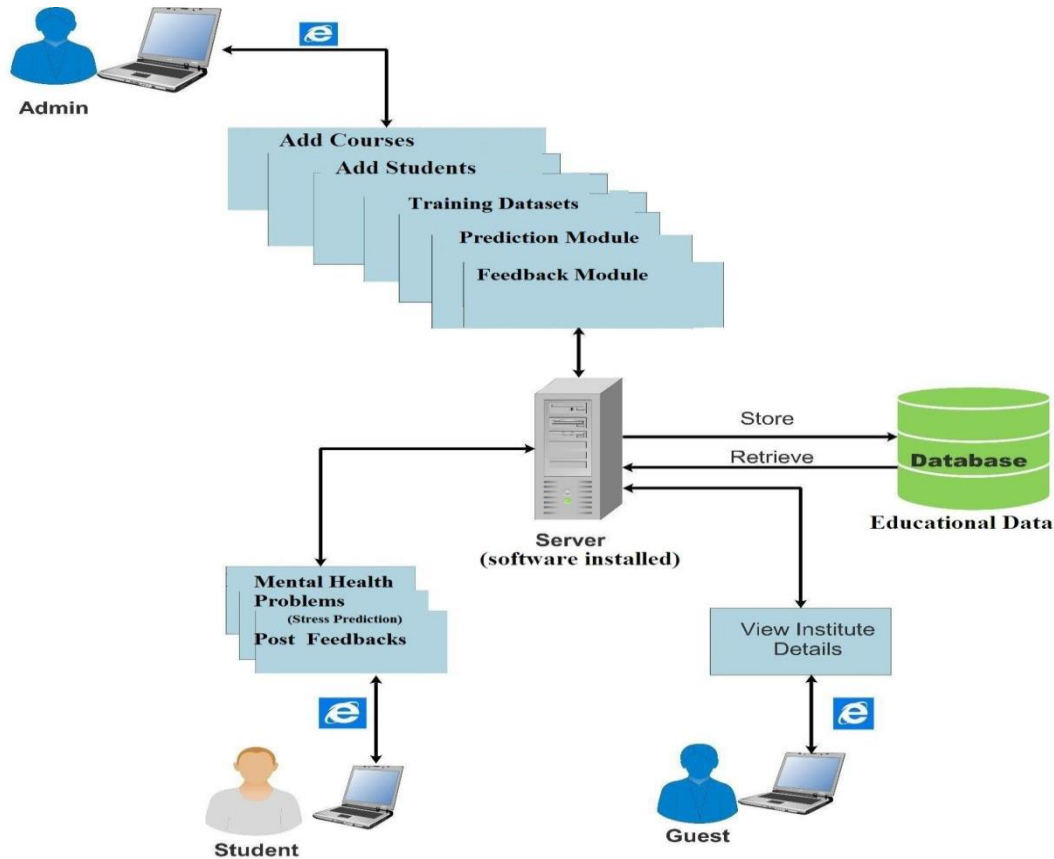 Admin
Add Courses
Add Students
Training Datasets
Prediction Module
Feedback Module
Store
Retrieve
Database
Educational Data
Server
(software installed)
Mental Health
Problems
(Stress Prediction)
Post Feedbacks
View Institute
Details
Student
Guest